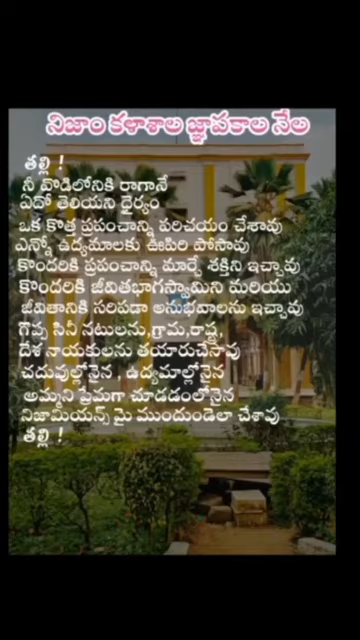 నిజాం కళాశాల జ్ఞాపకాల నేల
తల్లి !
నీ వొడిలోనికి రాగానే
ఏదో తెలియని ధైర్యం
ఒక కొత్త ప్రపంచాన్ని పరిచయం చేశావు
ఎన్నో ఉద్యమాలకు ఊపిరి పోసావు
కొందరికి ప్రపంచాన్ని మార్చే శక్తిని ఇచ్చావు
కొందరికి జీవితభాగస్వామిని మరియు
జీవితానికి సరిపడా అనుభవాలను ఇచ్చావు
గొప్ప సినీ నటులను,గ్రామ,రాష్ట్ర,
దేశ నాయకులను తయారుచేసావు
చదువుల్లోనైన ,ఉద్యమాల్లోనైన
అమ్మని ప్రేమగా చూడడంలోనైన
నిజామియన్స్ మై ముందుండెలా చేశావు
తల్లి !